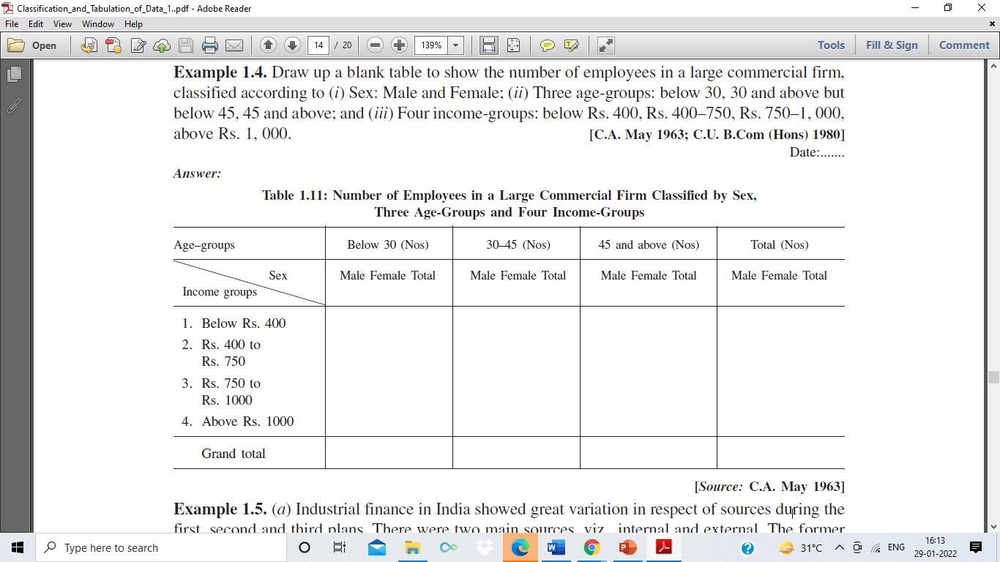 Classification_and_Tabulation_of_Data_1..pdf - Adobe Reader
File Edit View Window Help
Open 14 / 20 139% Tools Fill & Sign Comment
Example 1.4. Draw up a blank table to show the number of employees in a large commercial firm,
classified according to (i) Sex: Male and Female; (ii) Three age-groups: below 30, 30 and above but
below 45, 45 and above; and (iii) Four income-groups: below Rs. 400, Rs. 400–750, Rs. 750–1, 000,
above Rs. 1, 000. [C.A. May 1963; C.U. B.Com (Hons) 1980]
Date:.......
Answer:
Table 1.11: Number of Employees in a Large Commercial Firm Classified by Sex,
Three Age-Groups and Four Income-Groups
Age–groups Below 30 (Nos) 30–45 (Nos) 45 and above (Nos) Total (Nos)
Sex Male Female Total Male Female Total Male Female Total Male Female Total
Income groups
1. Below Rs. 400
2. Rs. 400 to
Rs. 750
3. Rs. 750 to
Rs. 1000
4. Above Rs. 1000
Grand total
[Source: C.A. May 1963]
Example 1.5. (a) Industrial finance in India showed great variation in respect of sources during the
first, second and third plans. There were two main sources, viz., internal and external. The former
Type here to search 31°C ENG 16:13
29-01-2022